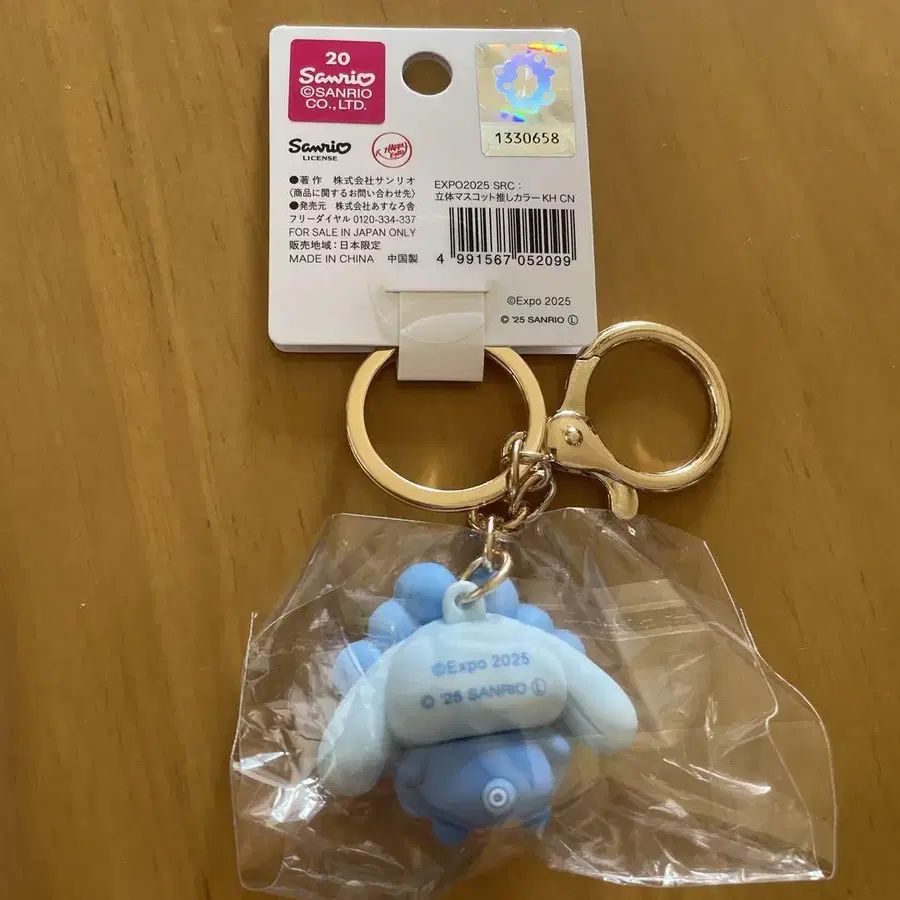 20
Sanrio
©SANRIO
CO., LTD.
1330658
Sanrio
LICENSE
●著作 株式会社サンリオ
〈商品に関するお問い合わせ先〉
●発売元 株式会社あすなろ舎
フリーダイヤル 0120-334-337
FOR SALE IN JAPAN ONLY
販売地域:日本限定
MADE IN CHINA 中国製
EXPO2025 SRC:
立体マスコット推しカラー KH CN
4 991567 052099
©Expo 2025
© '25 SANRIO Ⓛ
©Expo 2025
© '25 SANRIO Ⓛ